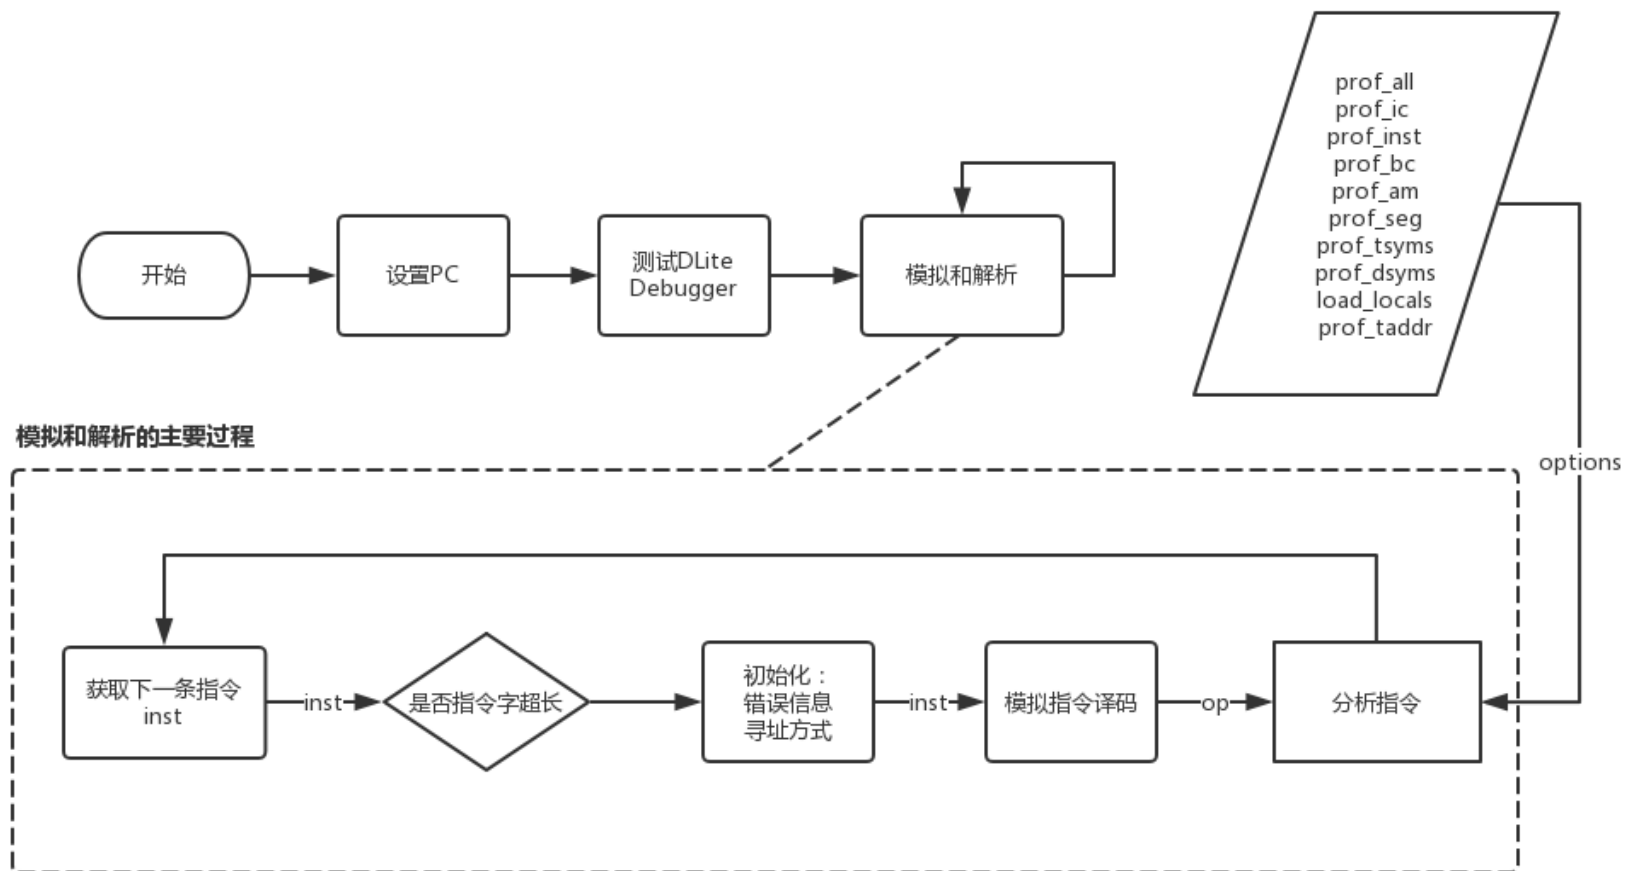 prof_all
prof_ic
prof_inst
prof_bc
prof_am
prof_seg
prof_tsyms
prof_dsyms
load_locals
prof_taddr
开始
设置PC
测试DLite
Debugger
模拟和解析
模拟和解析的主要过程
options
获取下一条指令
inst
inst
是否指令字超长
初始化：
错误信息
寻址方式
inst
模拟指令译码
op
分析指令